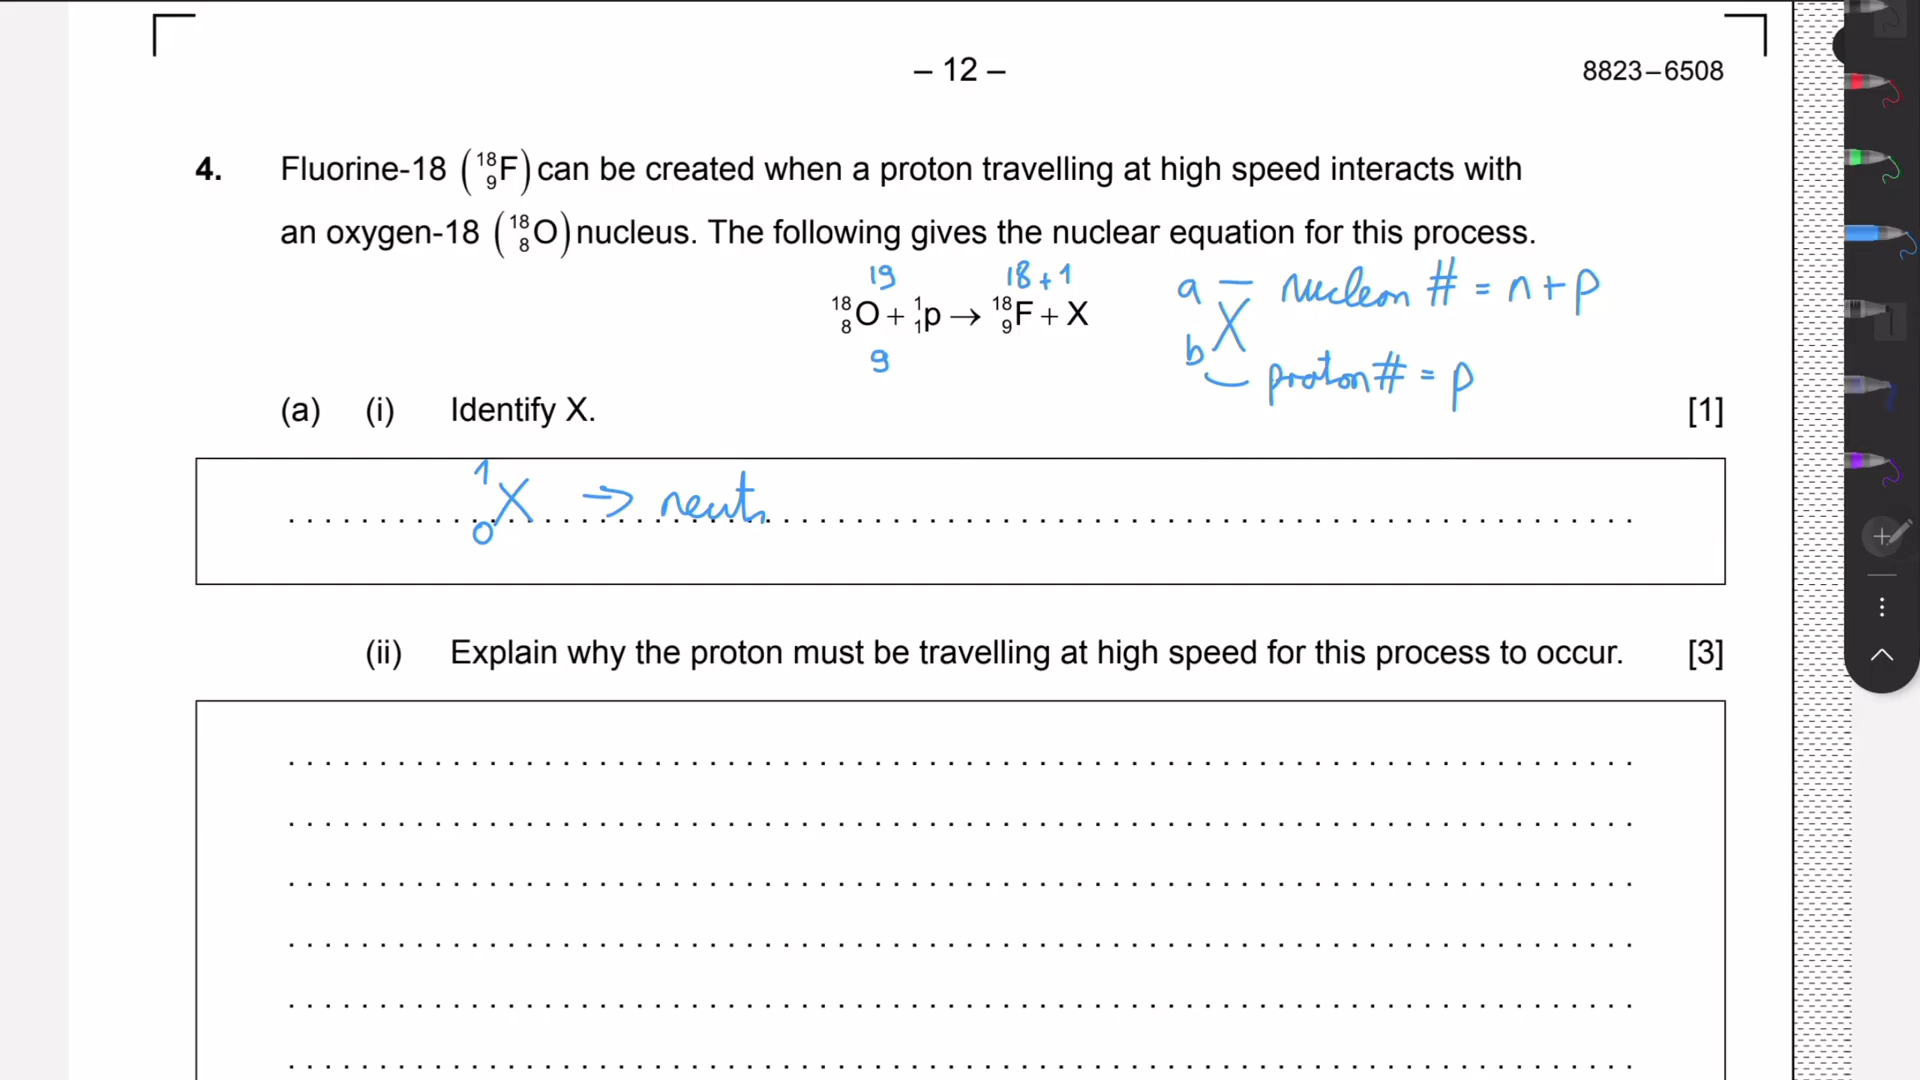 – 12 –
8823–6508
4. Fluorine-18 (¹⁸₉F) can be created when a proton travelling at high speed interacts with
an oxygen-18 (¹⁸₈O) nucleus. The following gives the nuclear equation for this process.
19 18+1
a – nucleon # = n + p
¹⁸₈O + ¹₁p → ¹⁸₉F + X
X
9
b proton # = p
(a) (i) Identify X. [1]
¹₀X ⇒ neut
(ii) Explain why the proton must be travelling at high speed for this process to occur. [3]